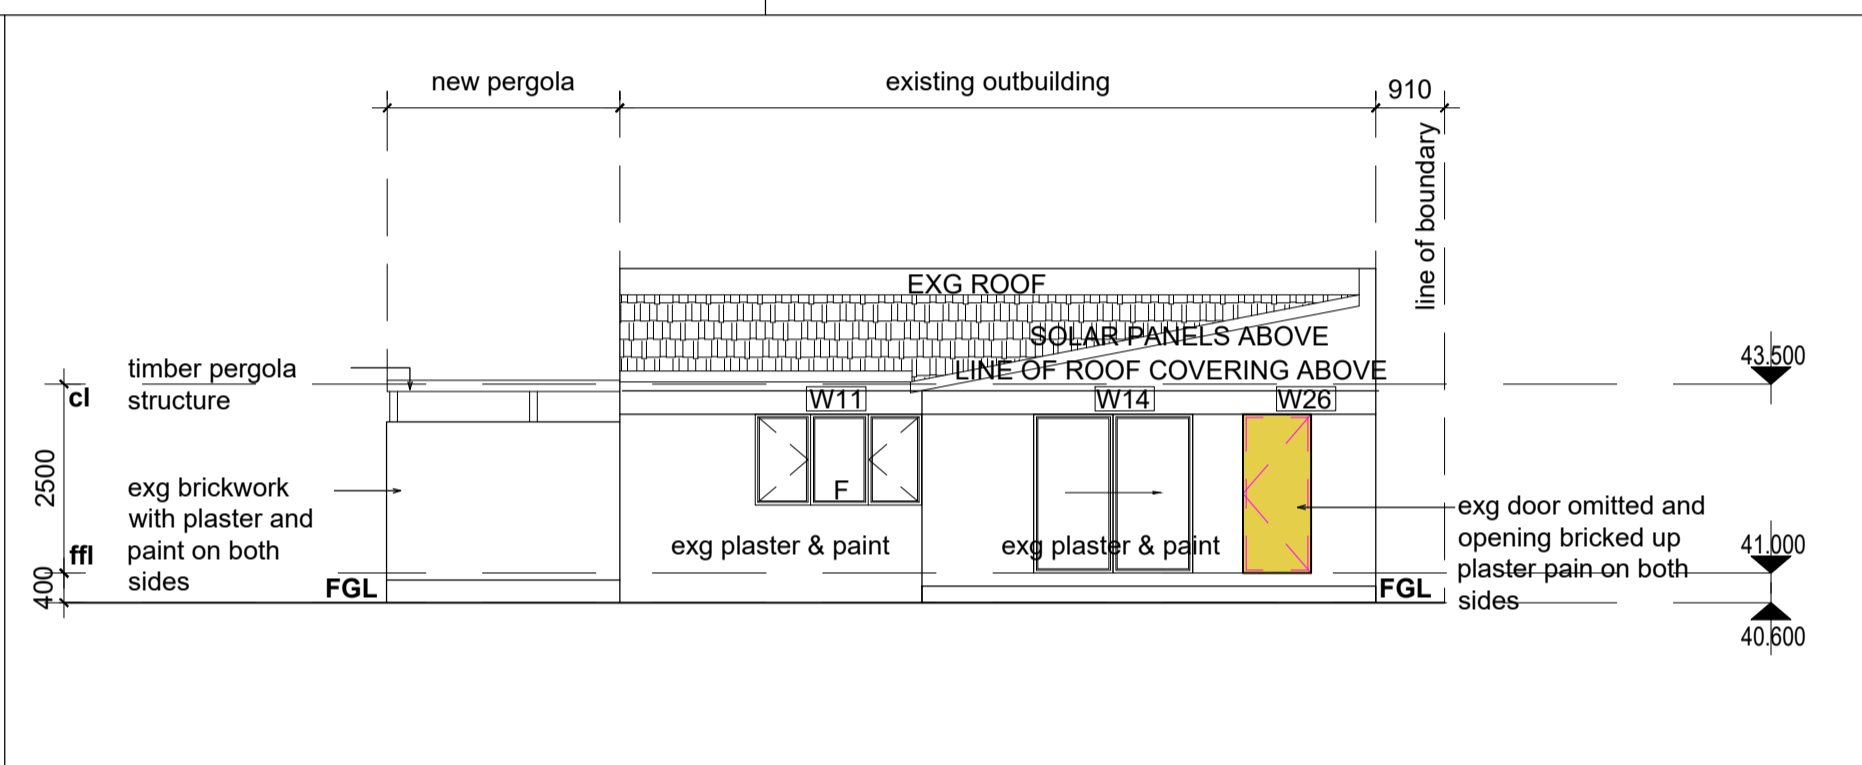 new pergola
existing outbuilding
910
line of boundary
EXG ROOF
SOLAR PANELS ABOVE
LINE OF ROOF COVERING ABOVE
43.500
timber pergola
structure
cl
W11
W14
W26
2500
exg brickwork
with plaster and
paint on both
sides
F
exg plaster & paint
exg plaster & paint
exg door omitted and
opening bricked up
plaster pain on both
sides
ffl
41.000
400
FGL
FGL
40.600